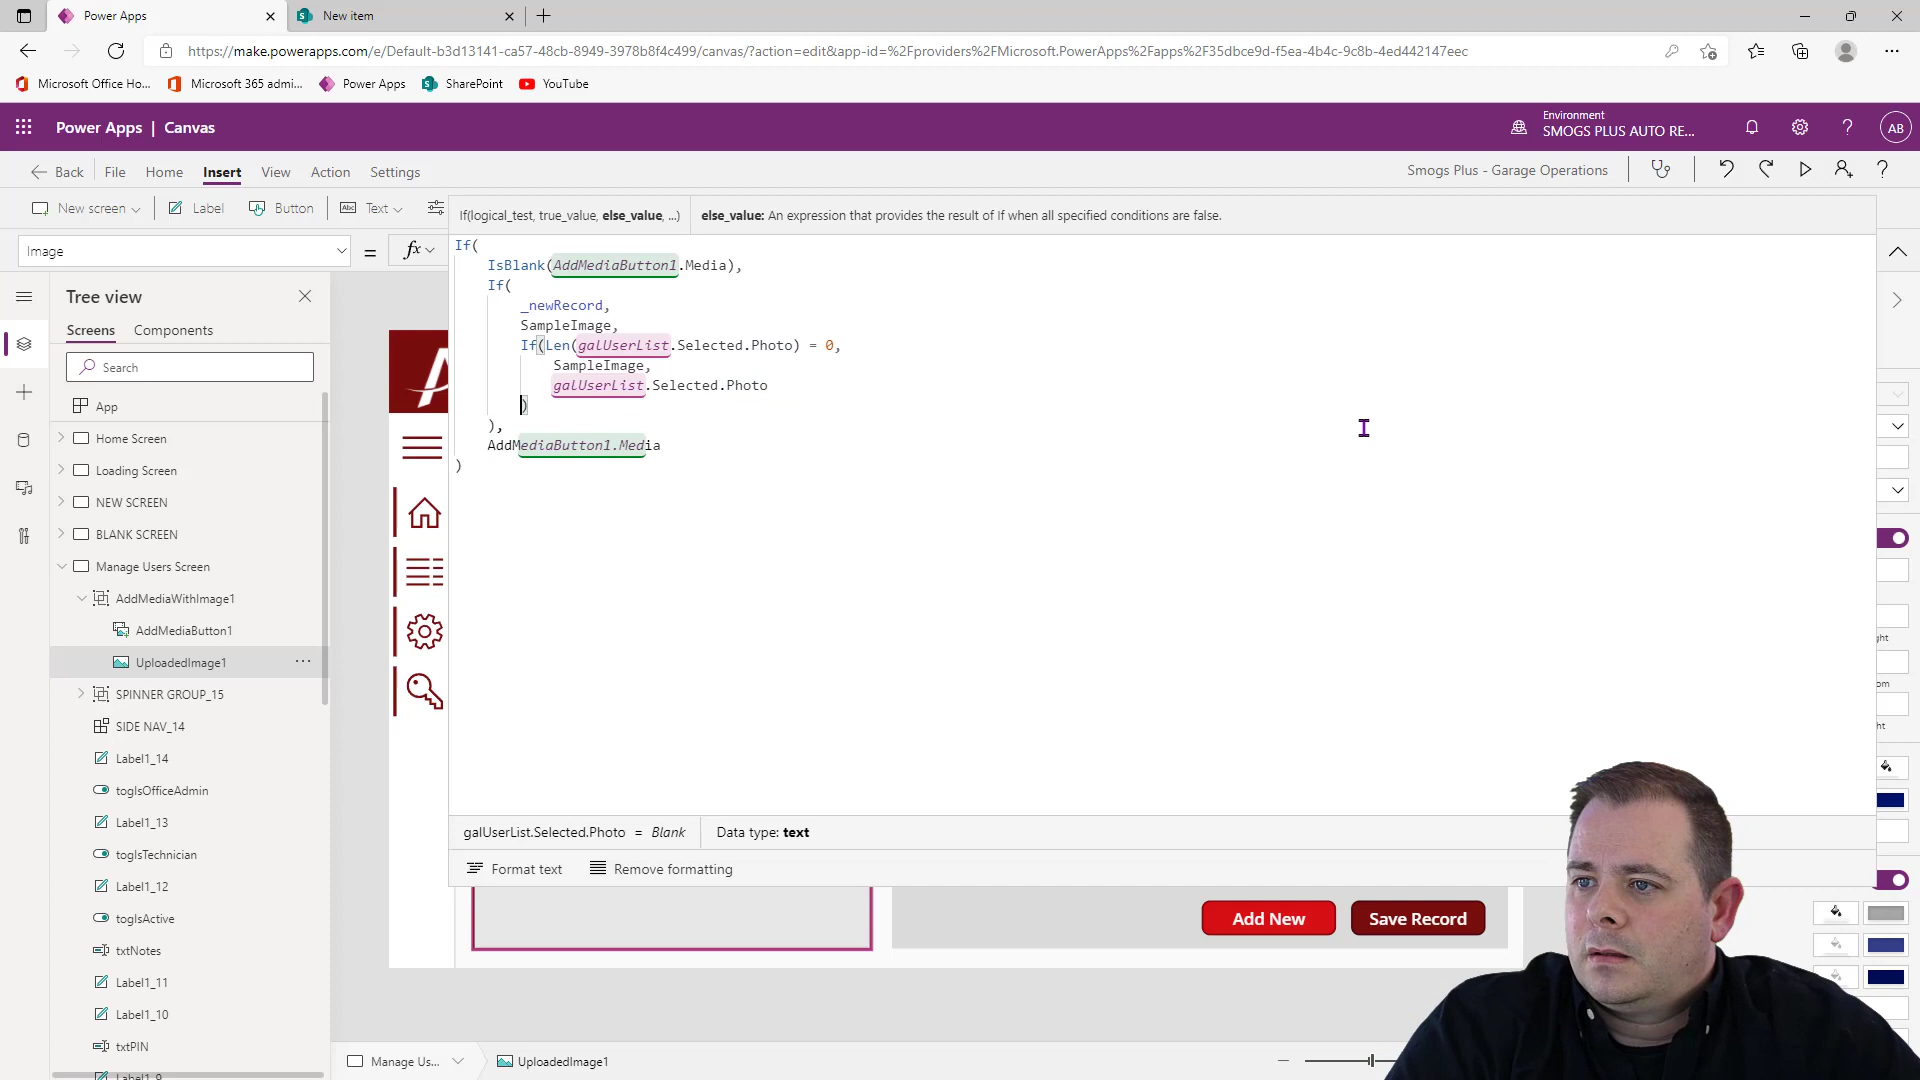 Power Apps
New item
https://make.powerapps.com/e/Default-b3d13141-ca57-48cb-8949-3978b8f4c499/canvas/?action=edit&app-id=%2Fproviders%2FMicrosoft.PowerApps%2Fapps%2F35dbce9d-f5ea-4b4c-9c8b-4ed442147eec
Microsoft Office Ho...
Microsoft 365 admi...
Power Apps
SharePoint
YouTube
Power Apps | Canvas
Environment
SMOGS PLUS AUTO RE...
AB
Back
File
Home
Insert
View
Action
Settings
Smogs Plus - Garage Operations
New screen
Label
Button
Abc
Text
If(logical_test, true_value, else_value, ...)
else_value: An expression that provides the result of If when all specified conditions are false.
Image
=
fx
If(
IsBlank(AddMediaButton1.Media),
If(
_newRecord,
SampleImage,
If(Len(galUserList.Selected.Photo) = 0,
SampleImage,
galUserList.Selected.Photo
)
),
AddMediaButton1.Media
)
Tree view
Screens
Components
Search
App
Home Screen
Loading Screen
NEW SCREEN
BLANK SCREEN
Manage Users Screen
AddMediaWithImage1
AddMediaButton1
UploadedImage1
SPINNER GROUP_15
SIDE NAV_14
Label1_14
togIsOfficeAdmin
Label1_13
togIsTechnician
Label1_12
togIsActive
txtNotes
Label1_11
Label1_10
txtPIN
Label1_9
A
ght
om
ht
galUserList.Selected.Photo = Blank
Data type: text
Format text
Remove formatting
Add New
Save Record
Manage Us...
UploadedImage1